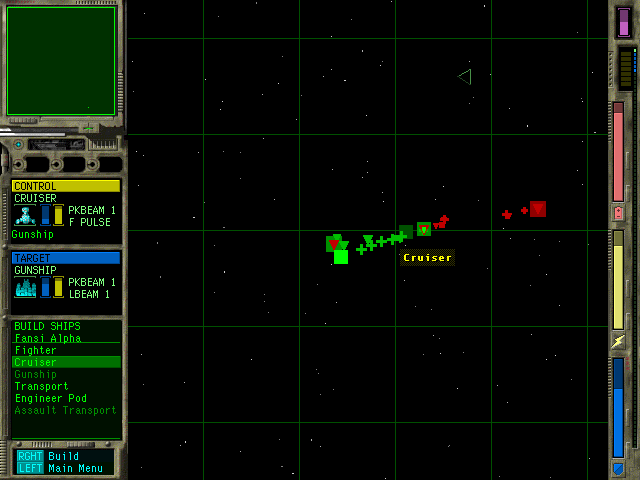 CONTROL
CRUISER
PKBEAM 1
F PULSE
Gunship
TARGET
GUNSHIP
PKBEAM 1
LBEAM 1
BUILD SHIPS
Fansi Alpha
Fighter
Cruiser
Gunship
Transport
Engineer Pod
Assault Transport
RGHT Build
LEFT Main Menu
Cruiser